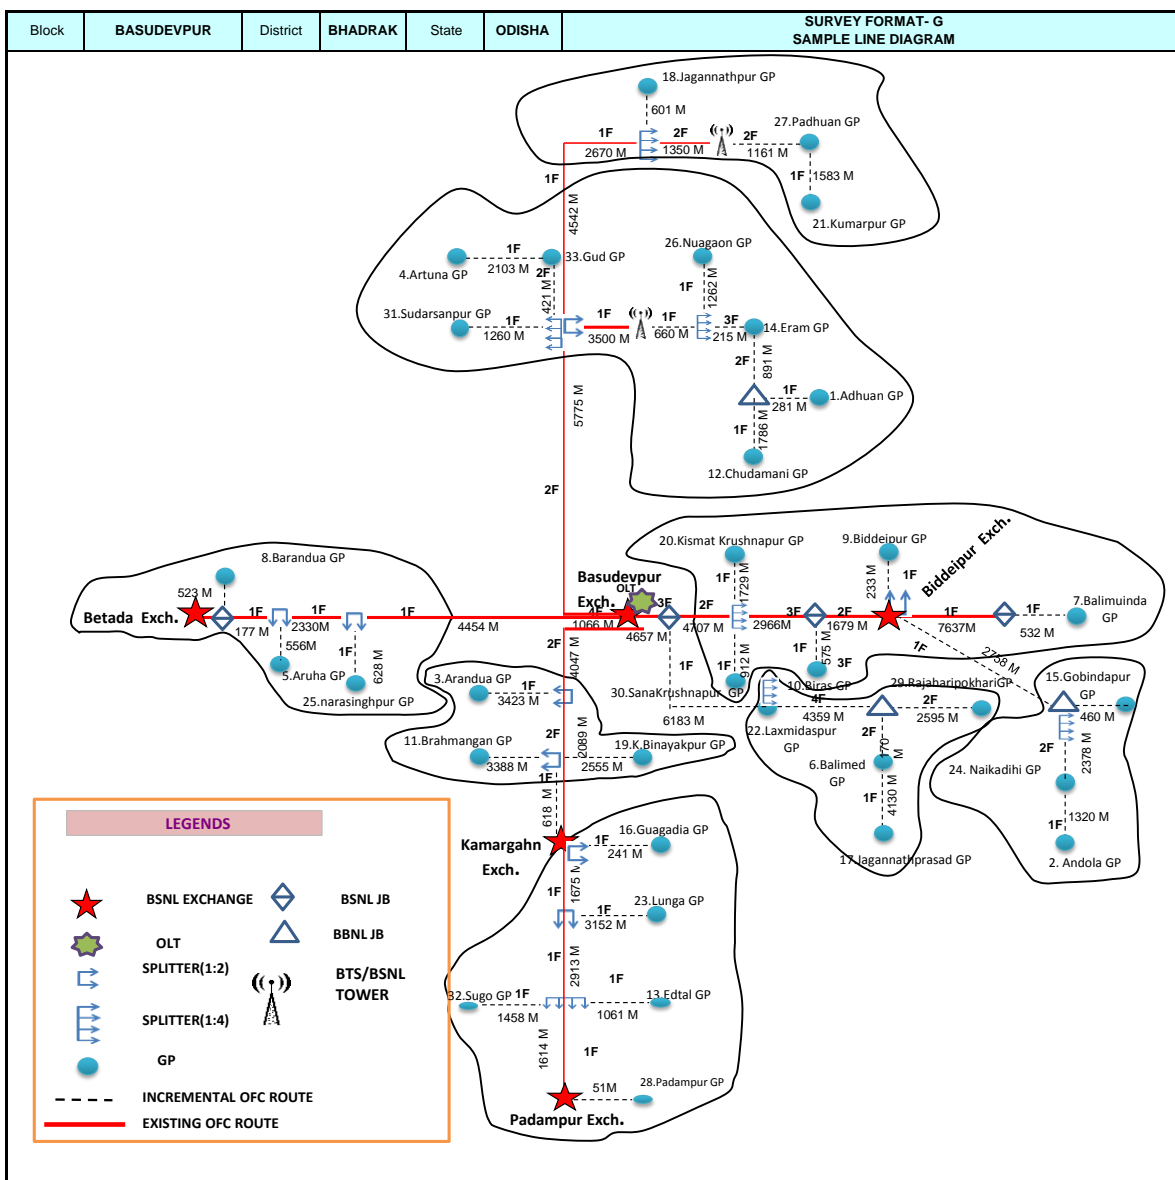 Block BASUDEVPUR District BHADRAK State ODISHA
SURVEY FORMAT- G
SAMPLE LINE DIAGRAM
18.Jagannathpur GP
601 M
27.Padhuan GP
1F 2F 2F
2670 M 1350 M 1161 M
1F
1583 M
1F
21.Kumarpur GP
4542 M
26.Nuagaon GP
1F
33.Gud GP
2103 M
4.Artuna GP
2F
421 M
1F
1262 M
31.Sudarsanpur GP
1F
1260 M
1F
3500 M
1F
660 M
3F
215 M
14.Eram GP
2F
891 M
1F
281 M
1.Adhuan GP
5775 M
1F
1786 M
12.Chudamani GP
2F
8.Barandua GP
523 M
Betada Exch.
1F
177 M
1F
2330M
1F
4454 M
556M
5.Aruha GP
1F
628 M
25.narasinghpur GP
Basudevpur
Exch.
OLT
4F
1066 M
3F
4657 M
20.Kismat Krushnapur GP
1F
1729 M
2F
4707 M
3F
2966M
2F
1679 M
9.Biddeipur GP
233 M
1F
Biddeipur Exch.
1F
7637M
1F
532 M
7.Balimuinda
GP
1F
912 M
30.SanaKrushnapur GP
575 M
3F
10.Biras GP
1F
2758 M
1F
6183 M
2F
4047 M
3.Arandua GP
1F
3423 M
2F
2089 M
11.Brahmangan GP
3388 M
2555 M
19.K.Binayakpur GP
1F
618 M
4F
4359 M
22.Laxmidaspur
GP
29.RajaharipokhariGP
2F
2595 M
2F
M
6.Balimed
GP
1F
4130 M
17.Jagannathprasad GP
15.Gobindapur
GP
460 M
2F
2378 M
24. Naikadihi GP
1F
1320 M
2. Andola GP
Kamargahn
Exch.
16.Guagadia GP
1F
241 M
1F
1675 M
23.Lunga GP
1F
3152 M
1F
2913 M
32.Sugo GP
1F
1458 M
1F
1061 M
13.Edtal GP
1614 M
1F
51M
28.Padampur GP
Padampur Exch.
LEGENDS
BSNL EXCHANGE
BSNL JB
OLT
BBNL JB
SPLITTER(1:2)
BTS/BSNL
TOWER
SPLITTER(1:4)
GP
INCREMENTAL OFC ROUTE
EXISTING OFC ROUTE